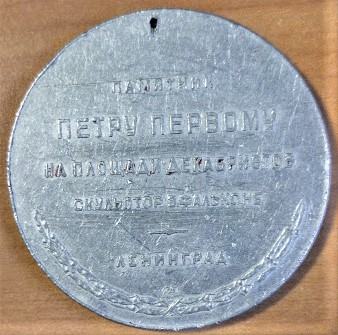 ПАМЯТНИК
ПЕТРУ ПЕРВОМУ
НА ПЛОЩАДИ ДЕКАБРИСТОВ
СКУЛЬПТОР Э.ФАЛЬКОНЕ
ЛЕНИНГРАД